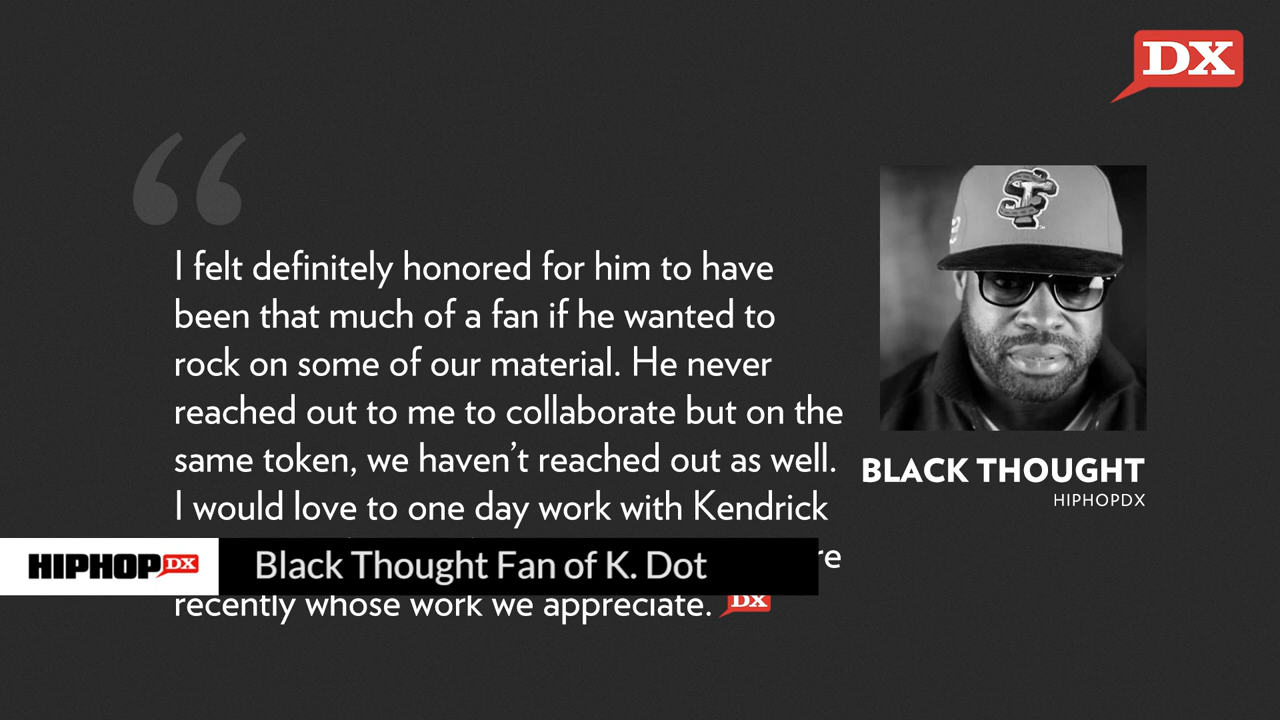 DX
“
I felt definitely honored for him to have
been that much of a fan if he wanted to
rock on some of our material. He never
reached out to me to collaborate but on the
same token, we haven’t reached out as well.
I would love to one day work with Kendrick
recently whose work we appreciate. DX
BLACK THOUGHT
HIPHOPDX
HIPHOPDX Black Thought Fan of K. Dot